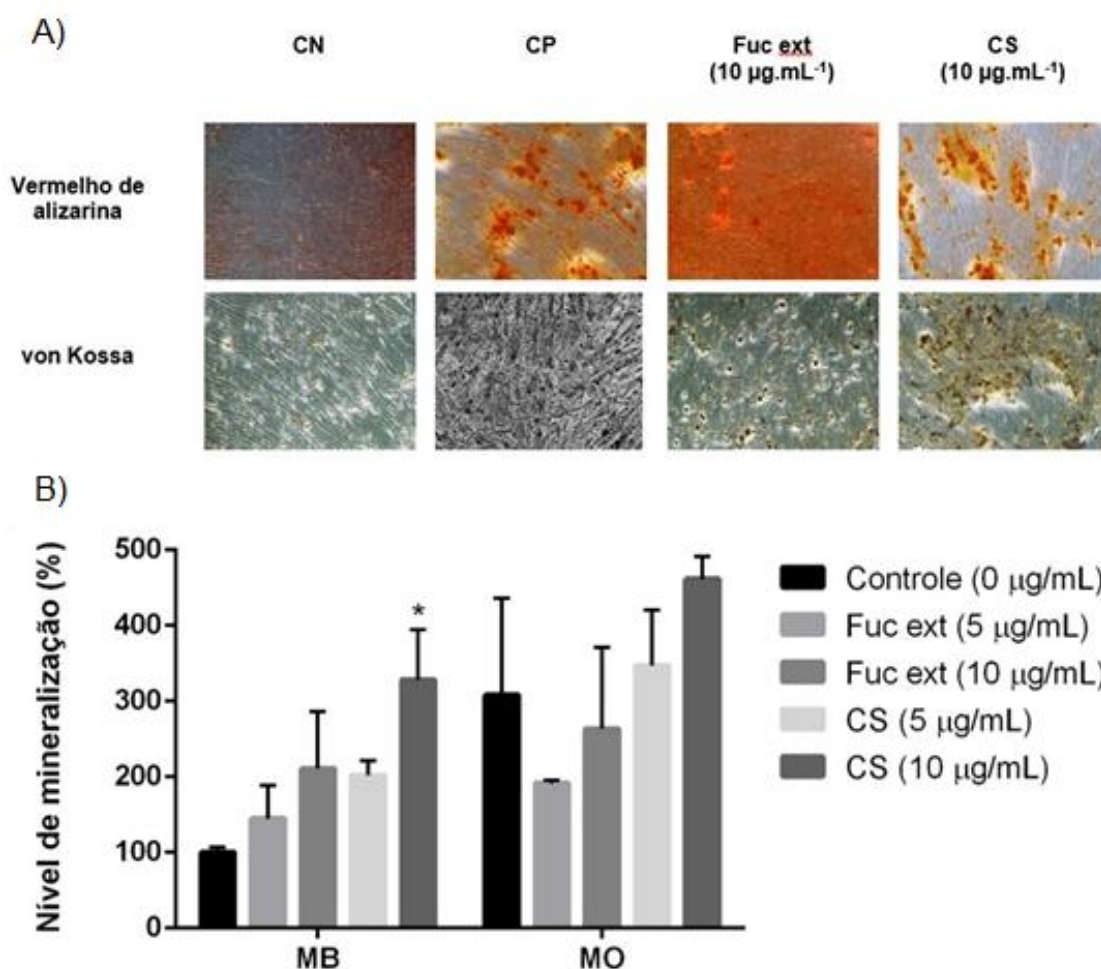 A)
CN
CP
Fuc ext
(10 µg.mL⁻¹)
CS
(10 µg.mL⁻¹)
Vermelho de
alizarina
von Kossa
B)
Nível de mineralização (%)
500
400
300
200
100
0
*
MB
MO
Controle (0 µg/mL)
Fuc ext (5 µg/mL)
Fuc ext (10 µg/mL)
CS (5 µg/mL)
CS (10 µg/mL)